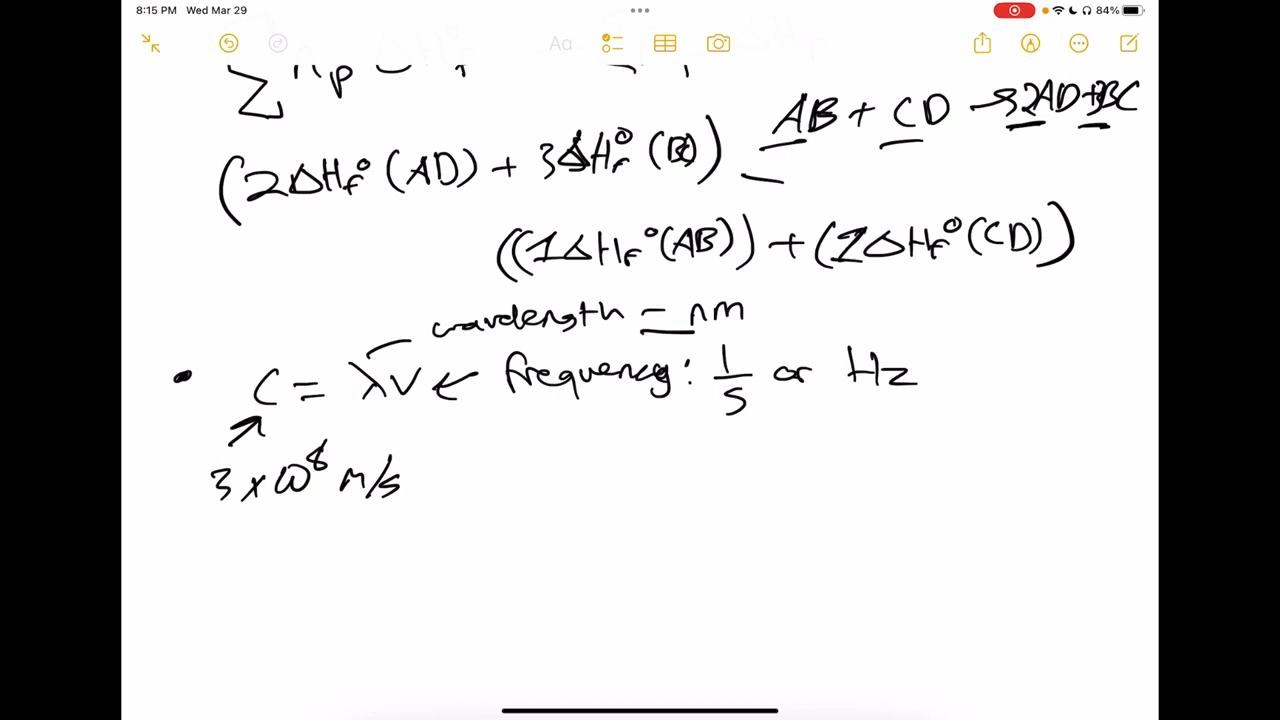 8:15 PM Wed Mar 29
84%
Aa
Σ n p
AB + CD → 2AD + 3BC
(2ΔHf° (AD) + 3ΔHf° (BC)) −
((1ΔHf° (AB)) + (1ΔHf° (CD))
wavelength = nm
• C = λν ← frequency: 1/s or Hz
3 × 10⁸ m/s